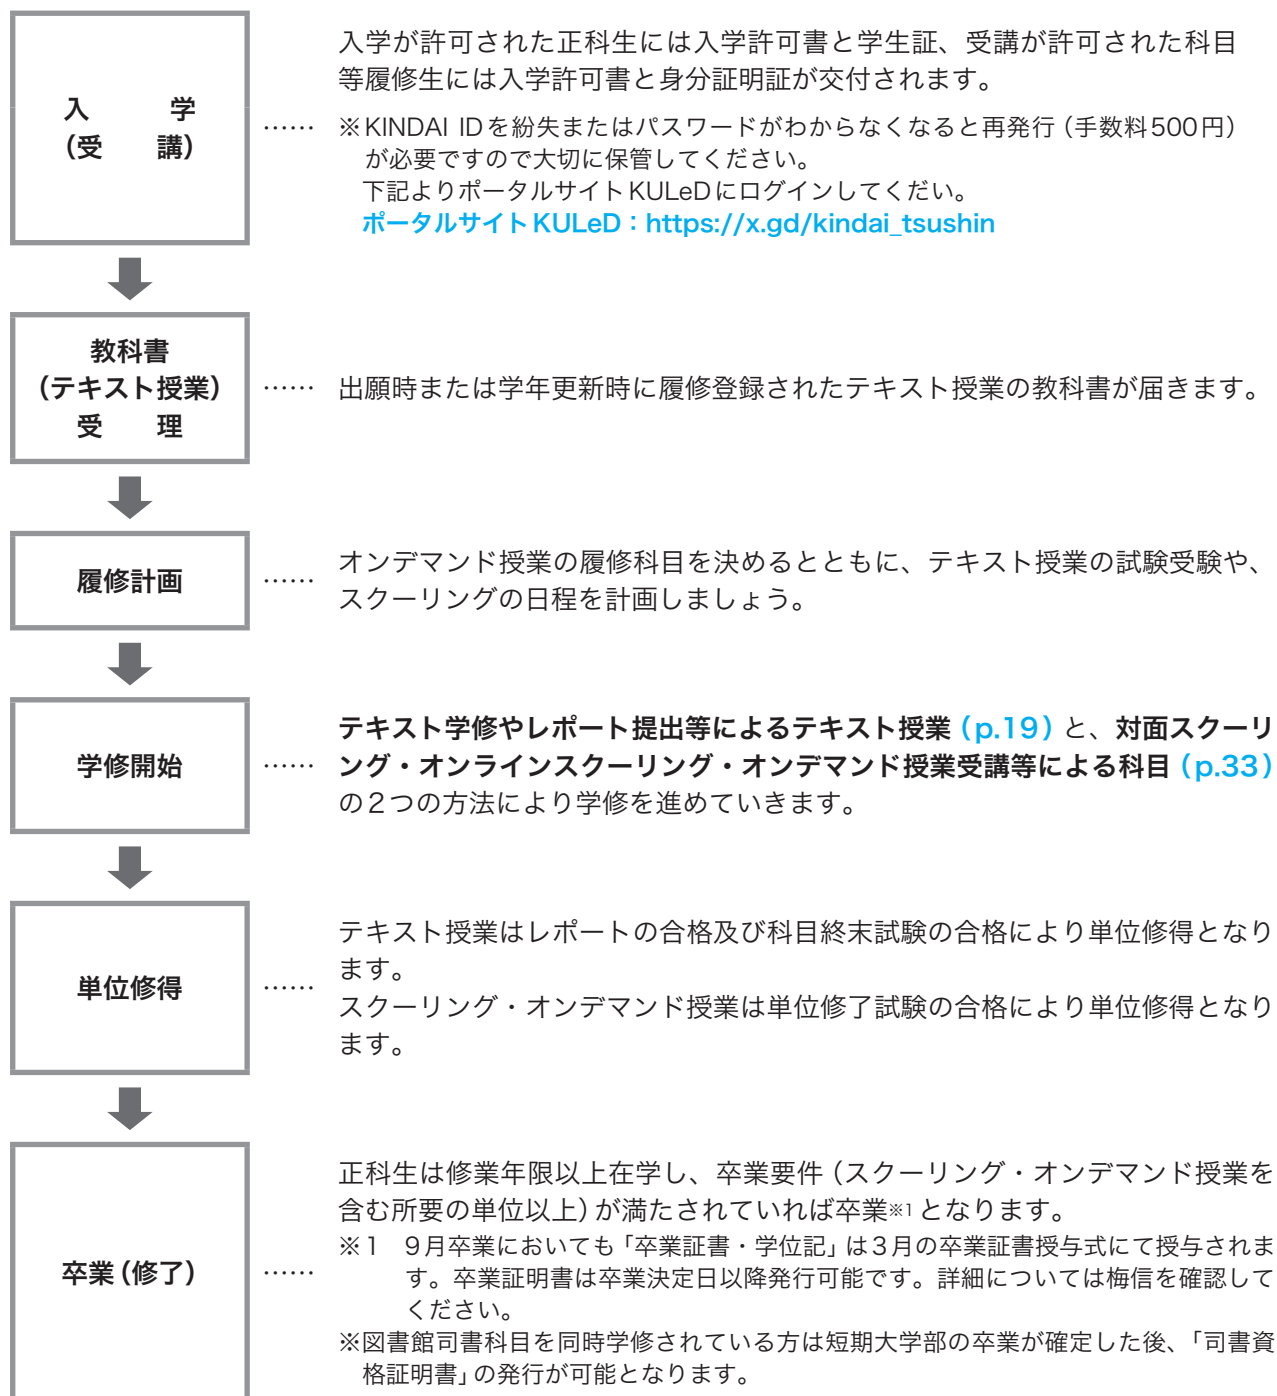 入　　　学
（受　　講）
……
入学が許可された正科生には入学許可書と学生証、受講が許可された科目
等履修生には入学許可書と身分証明証が交付されます。
※KINDAI IDを紛失またはパスワードがわからなくなると再発行（手数料500円）
が必要ですので大切に保管してください。
下記よりポータルサイトKULeDにログインしてくだい。
ポータルサイトKULeD：https://x.gd/kindai_tsushin
教科書
（テキスト授業）
受　　理
……
出願時または学年更新時に履修登録されたテキスト授業の教科書が届きます。
履修計画
……
オンデマンド授業の履修科目を決めるとともに、テキスト授業の試験受験や、
スクーリングの日程を計画しましょう。
学修開始
……
テキスト学修やレポート提出等によるテキスト授業（p.19）と、対面スクーリ
ング・オンラインスクーリング・オンデマンド授業受講等による科目（p.33）
の2つの方法により学修を進めていきます。
単位修得
……
テキスト授業はレポートの合格及び科目終末試験の合格により単位修得となり
ます。
スクーリング・オンデマンド授業は単位修了試験の合格により単位修得となり
ます。
卒業（修了）
……
正科生は修業年限以上在学し、卒業要件（スクーリング・オンデマンド授業を
含む所要の単位以上）が満たされていれば卒業※1となります。
※1　9月卒業においても「卒業証書・学位記」は3月の卒業証書授与式にて授与されま
す。卒業証明書は卒業決定日以降発行可能です。詳細については梅信を確認して
ください。
※図書館司書科目を同時学修されている方は短期大学部の卒業が確定した後、「司書資
格証明書」の発行が可能となります。